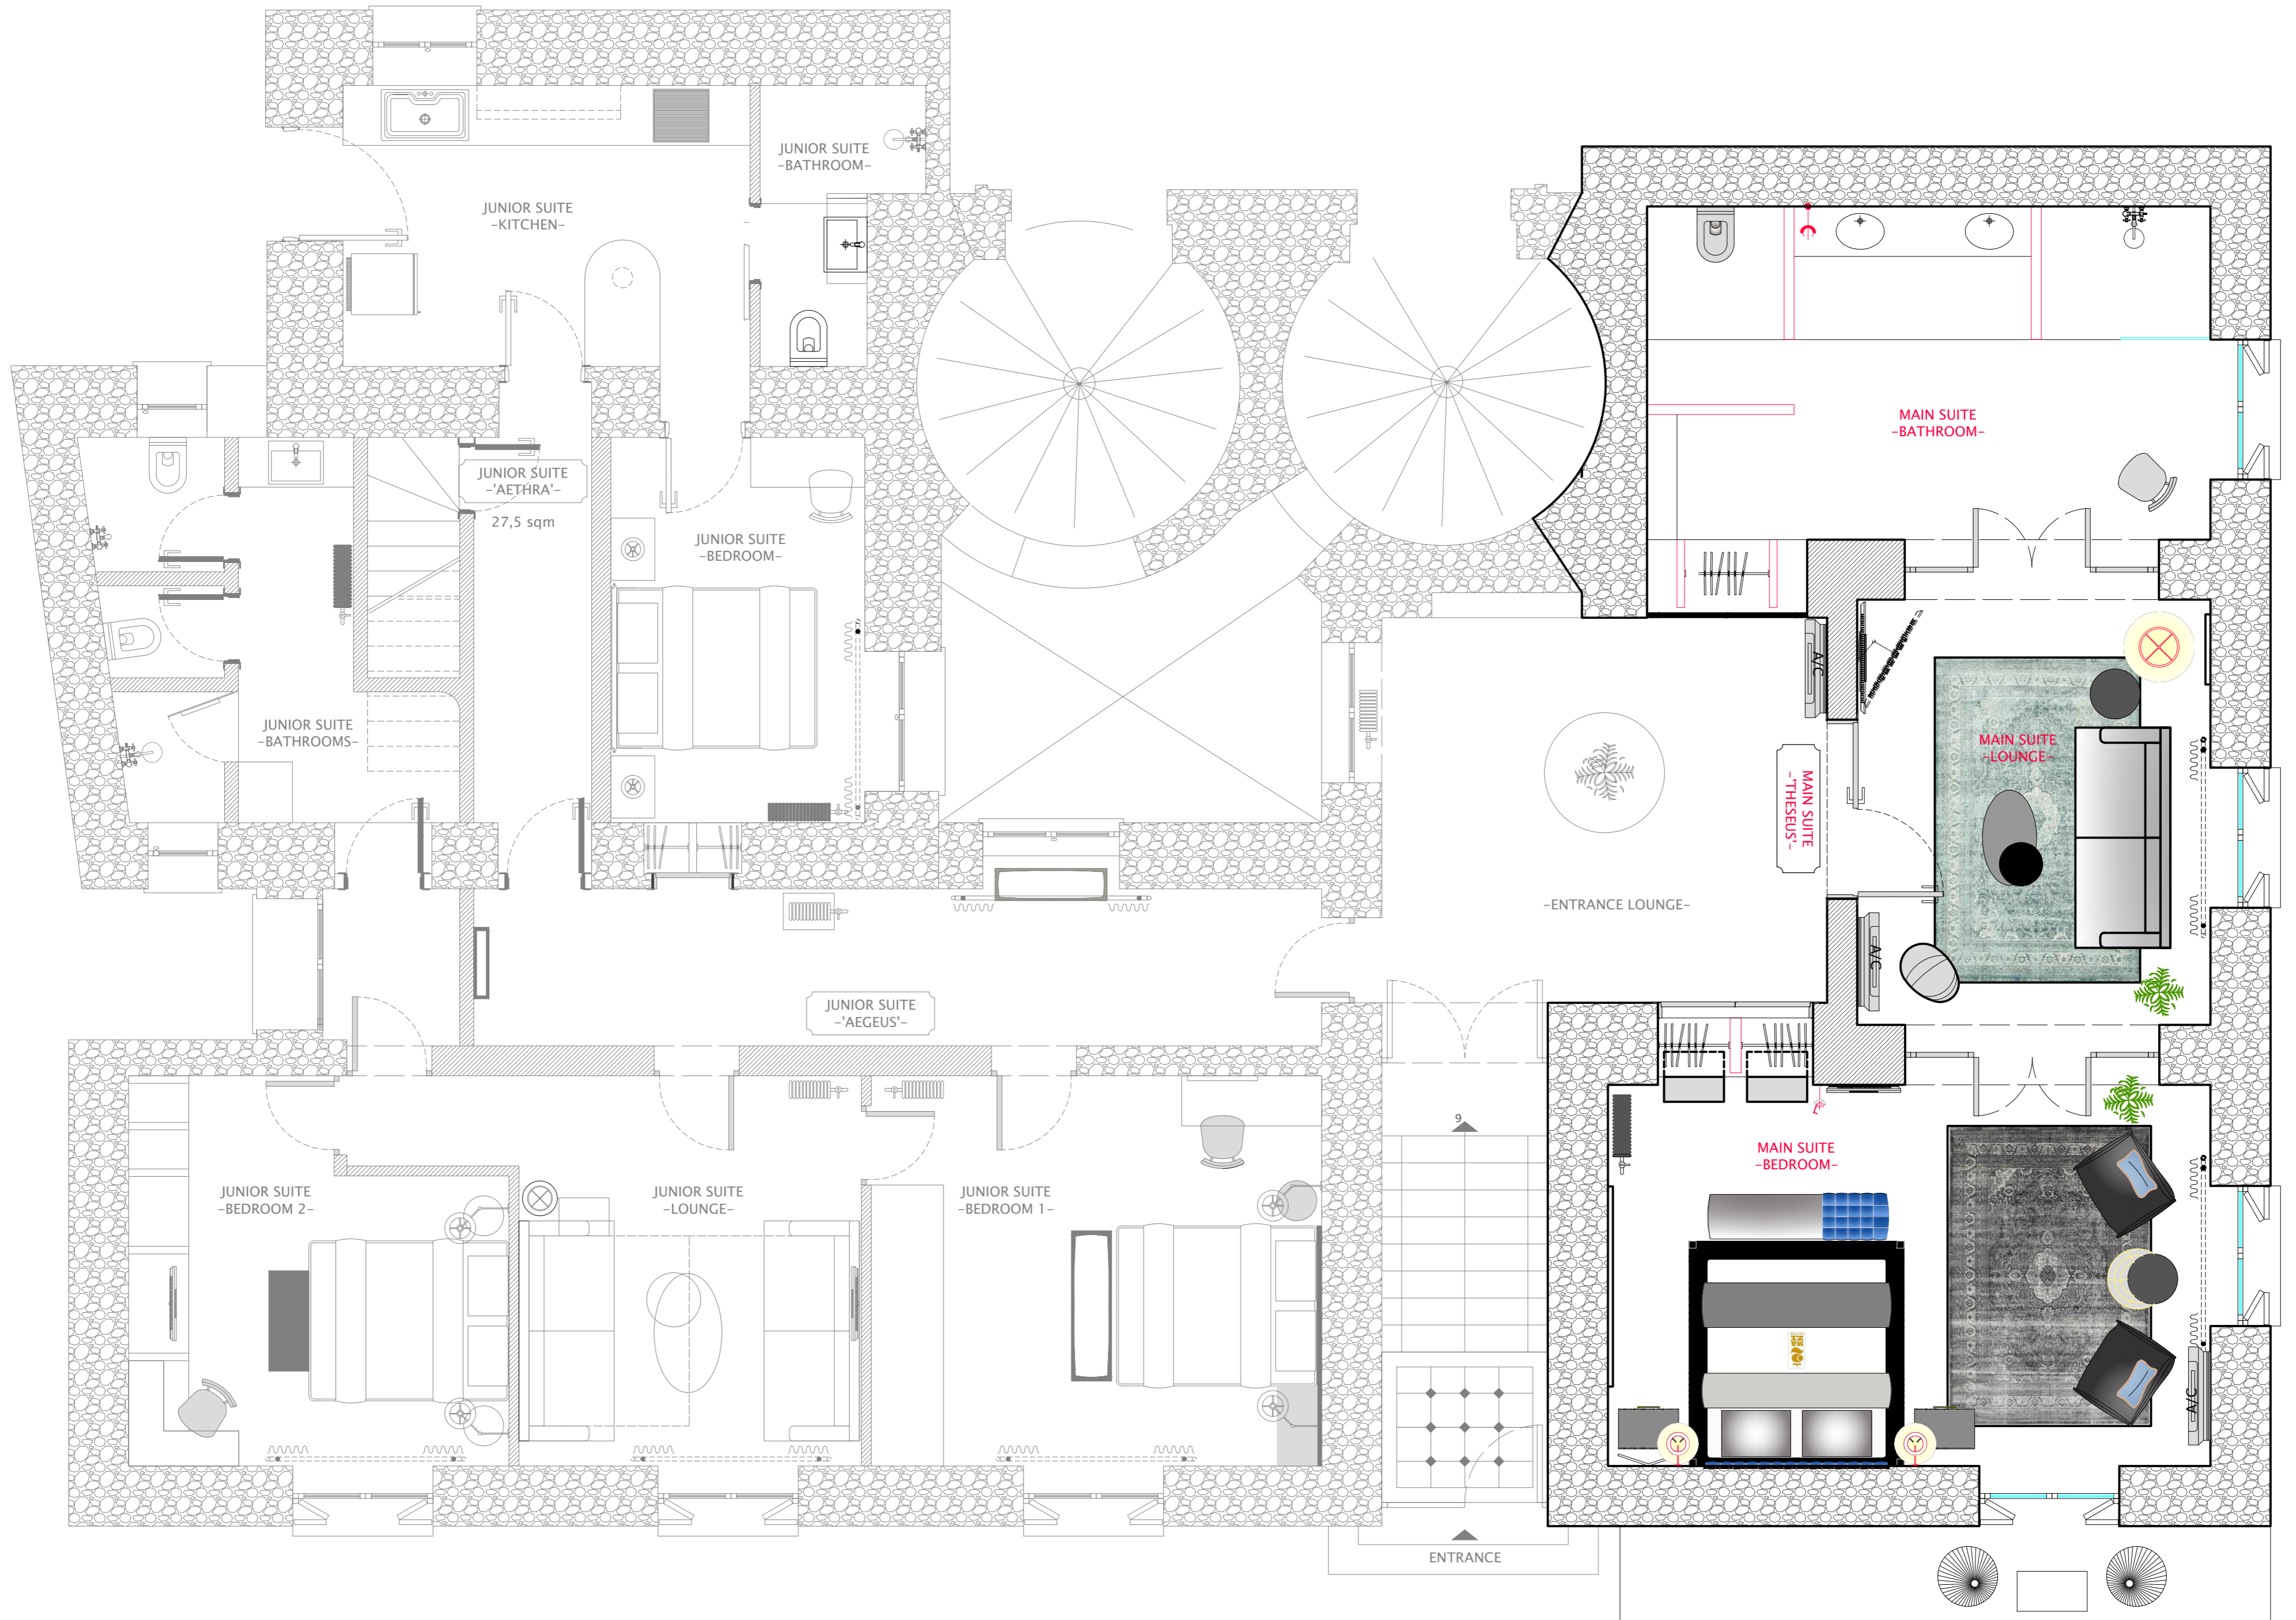 JUNIOR SUITE
-BATHROOM-
JUNIOR SUITE
-KITCHEN-
MAIN SUITE
-BATHROOM-
JUNIOR SUITE
-'AETHRA'-
27,5 sqm
JUNIOR SUITE
-BEDROOM-
A/C
JUNIOR SUITE
-BATHROOMS-
MAIN SUITE
-LOUNGE-
MAIN SUITE
-'THESEUS'-
-ENTRANCE LOUNGE-
A/C
JUNIOR SUITE
-'AEGEUS'-
9
MAIN SUITE
-BEDROOM-
JUNIOR SUITE
-BEDROOM 2-
JUNIOR SUITE
-LOUNGE-
JUNIOR SUITE
-BEDROOM 1-
A/C
ENTRANCE